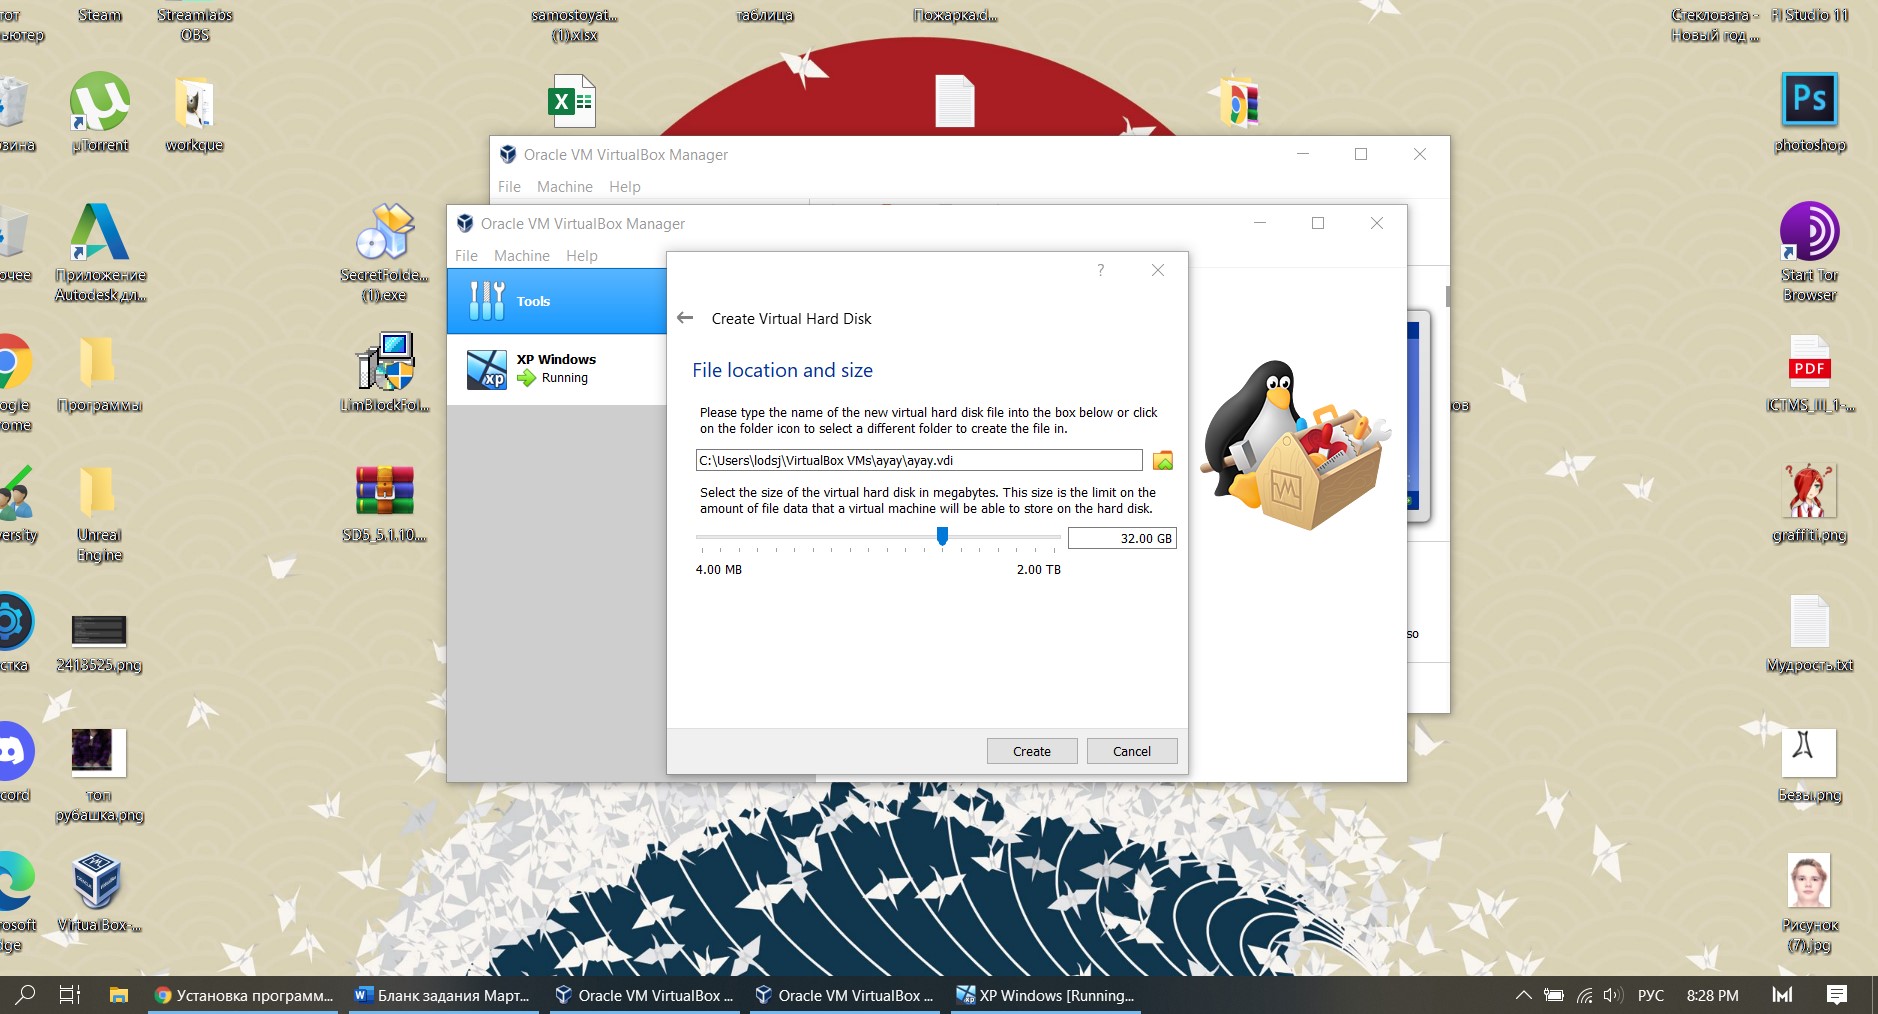 тот
ьютер
Steam
Streamlabs
OBS
samostoyat...
(1).xlsx
таблица
Пожарка.d...
Стекловата -
Новый год ...
Fl Studio 11
рзина
µTorrent
workque
Ps
photoshop
Oracle VM VirtualBox Manager
File Machine Help
Oracle VM VirtualBox Manager
File Machine Help
Tools
XP Windows
Running
xp
?
Create Virtual Hard Disk
File location and size
Please type the name of the new virtual hard disk file into the box below or click
on the folder icon to select a different folder to create the file in.
C:\Users\lodsj\VirtualBox VMs\ayay\ayay.vdi
Select the size of the virtual hard disk in megabytes. This size is the limit on the
amount of file data that a virtual machine will be able to store on the hard disk.
32.00 GB
4.00 MB
2.00 TB
Create
Cancel
очее
Приложение
Autodesk дл...
SecretFolde...
(1).exe
Start Tor
Browser
ogle
rome
Программы
LimBlockFol...
PDF
ICTMS_III_1-...
ов
versity
Unreal
Engine
SD5_5.1.10....
graffiti.png
стка
2413525.png
so
Мудрость.txt
cord
топ
рубашка.png
Безы.png
rosoft
dge
VirtualBox-...
Рисунок
(7).jpg
Установка программ...
Бланк задания Март...
Oracle VM VirtualBox ...
Oracle VM VirtualBox ...
XP Windows [Running...
РУС
8:28 PM